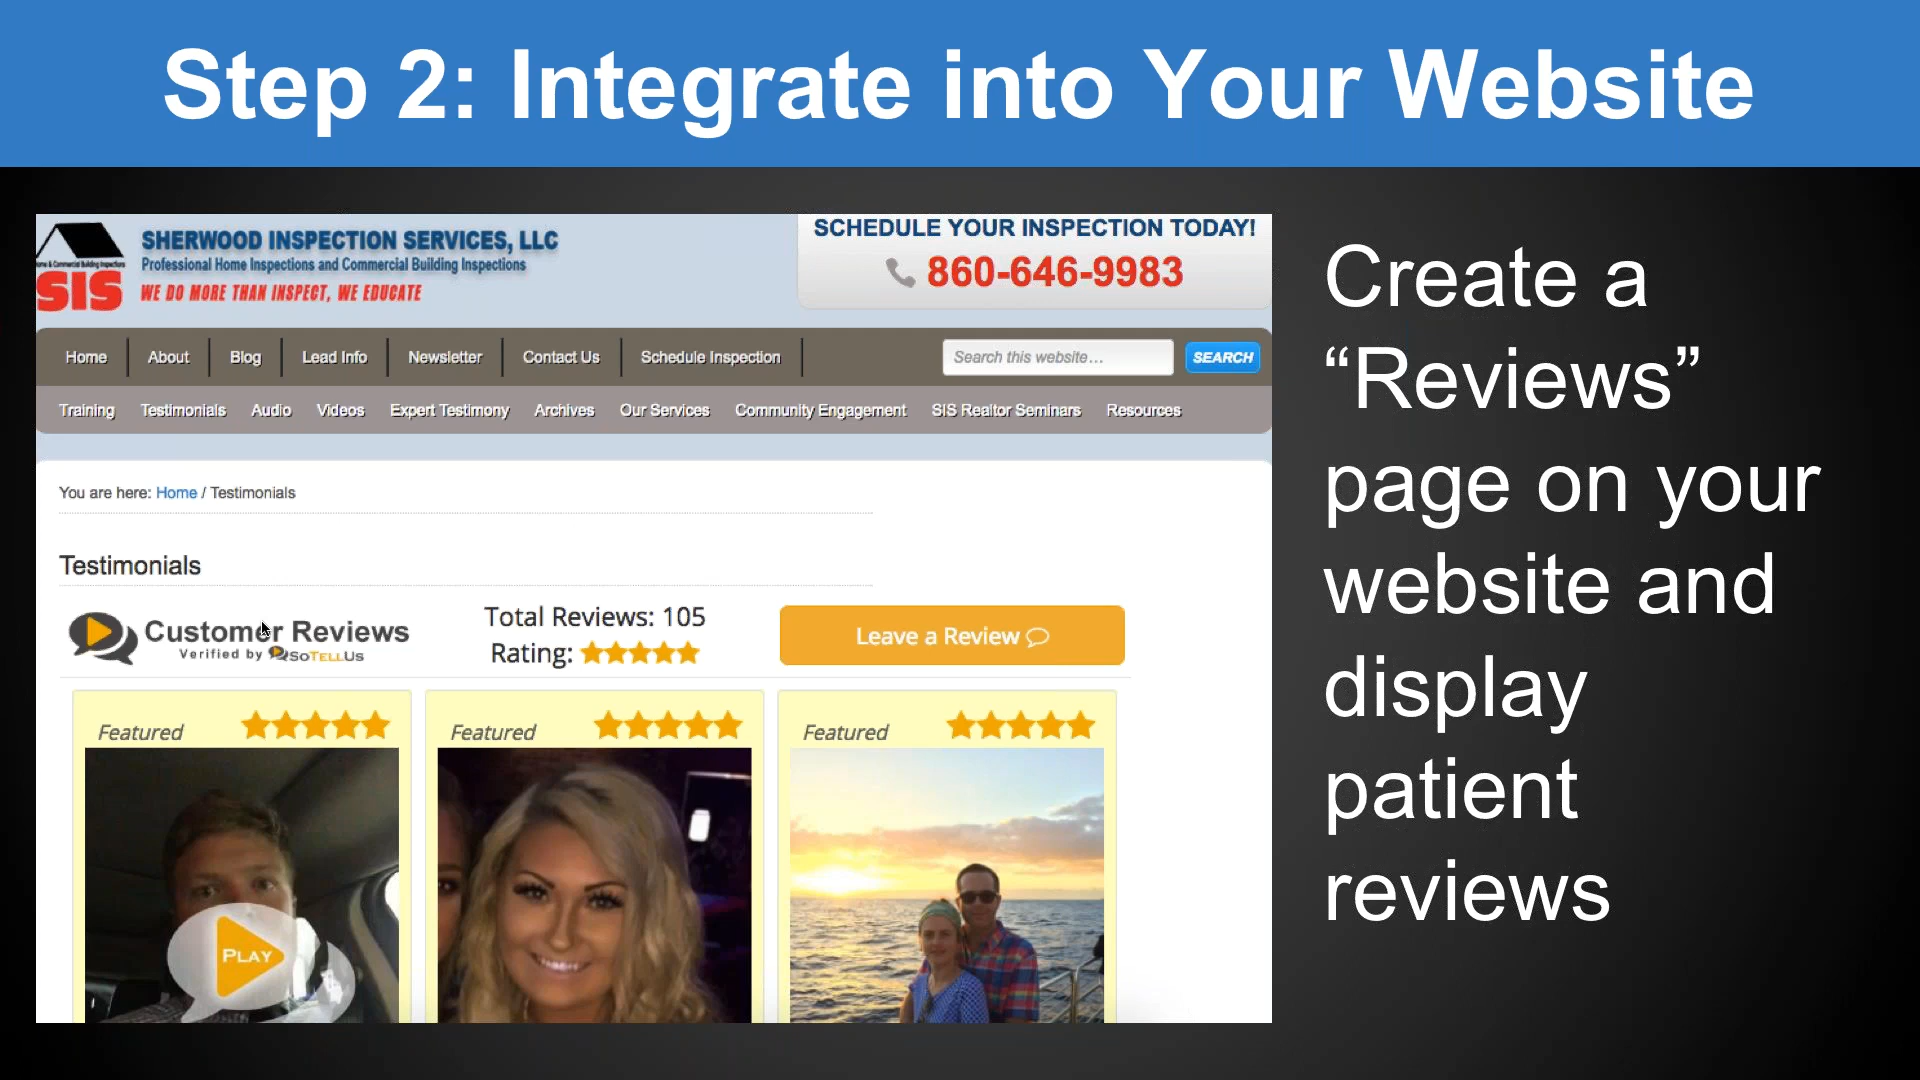 Step 2: Integrate into Your Website
SHERWOOD INSPECTION SERVICES, LLC
Professional Home Inspections and Commercial Building Inspections
SIS
WE DO MORE THAN INSPECT, WE EDUCATE
SCHEDULE YOUR INSPECTION TODAY!
860-646-9983
Home About Blog Lead Info Newsletter Contact Us Schedule Inspection Search this website... SEARCH
Training Testimonials Audio Videos Expert Testimony Archives Our Services Community Engagement SIS Realtor Seminars Resources
You are here: Home / Testimonials
Testimonials
Customer Reviews
Verified by SOTELLUS
Total Reviews: 105
Rating:
Leave a Review
Featured
Featured
Featured
PLAY
Create a
“Reviews”
page on your
website and
display
patient
reviews